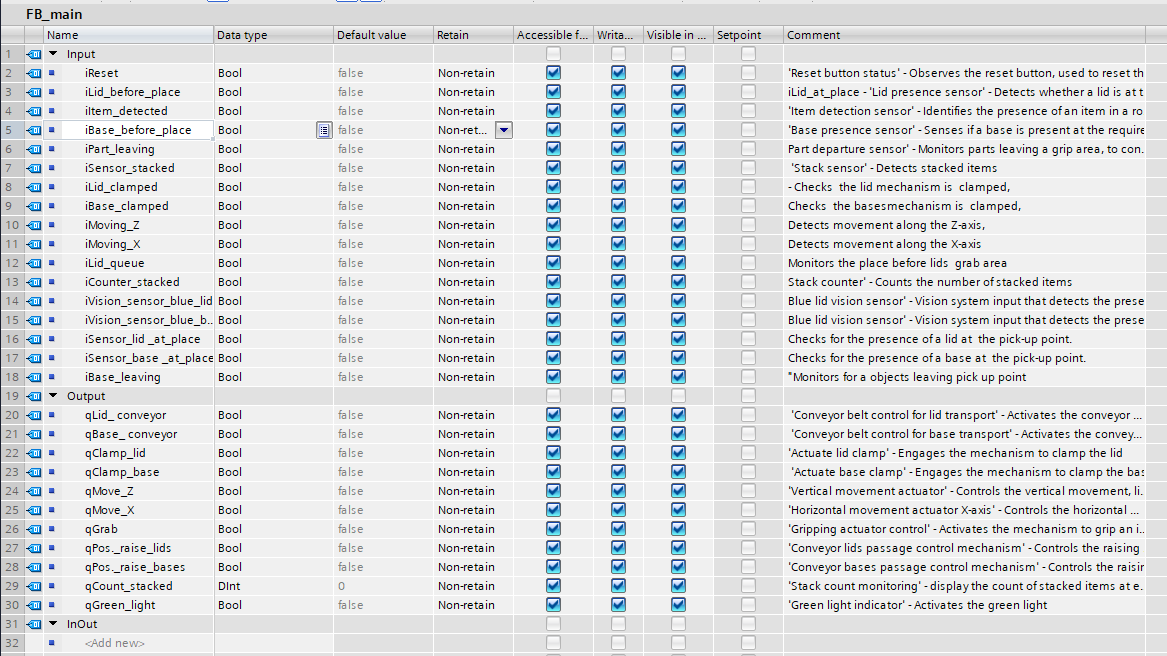 FB_main
Name Data type Default value Retain Accessible f... Writa... Visible in ... Setpoint Comment
1 Input
2 iReset Bool false Non-retain 'Reset button status' - Observes the reset button, used to reset th
3 iLid_before_place Bool false Non-retain iLid_at_place - 'Lid presence sensor' - Detects whether a lid is at t
4 iItem_detected Bool false Non-retain 'Item detection sensor' - Identifies the presence of an item in a ro
5 iBase_before_place Bool false Non-ret... 'Base presence sensor' - Senses if a base is present at the require
6 iPart_leaving Bool false Non-retain Part departure sensor' - Monitors parts leaving a grip area, to con...
7 iSensor_stacked Bool false Non-retain 'Stack sensor' - Detects stacked items
8 iLid_clamped Bool false Non-retain - Checks the lid mechanism is clamped,
9 iBase_clamped Bool false Non-retain Checks the basesmechanism is clamped,
10 iMoving_Z Bool false Non-retain Detects movement along the Z-axis,
11 iMoving_X Bool false Non-retain Detects movement along the X-axis
12 iLid_queue Bool false Non-retain Monitors the place before lids grab area
13 iCounter_stacked Bool false Non-retain Stack counter' - Counts the number of stacked items
14 iVision_sensor_blue_lid Bool false Non-retain Blue lid vision sensor' - Vision system input that detects the prese
15 iVision_sensor_blue_b... Bool false Non-retain Blue lid vision sensor' - Vision system input that detects the prese
16 iSensor_lid _at_place Bool false Non-retain Checks for the presence of a lid at the pick-up point.
17 iSensor_base _at_place Bool false Non-retain Checks for the presence of a base at the pick-up point.
18 iBase_leaving Bool false Non-retain "Monitors for a objects leaving pick up point
19 Output
20 qLid_ conveyor Bool false Non-retain 'Conveyor belt control for lid transport' - Activates the conveyor ...
21 qBase_ conveyor Bool false Non-retain 'Conveyor belt control for base transport' - Activates the convey...
22 qClamp_lid Bool false Non-retain 'Actuate lid clamp' - Engages the mechanism to clamp the lid
23 qClamp_base Bool false Non-retain 'Actuate base clamp' - Engages the mechanism to clamp the bas
24 qMove_Z Bool false Non-retain 'Vertical movement actuator' - Controls the vertical movement, li...
25 qMove_X Bool false Non-retain 'Horizontal movement actuator X-axis' - Controls the horizontal ...
26 qGrab Bool false Non-retain 'Gripping actuator control' - Activates the mechanism to grip an i...
27 qPos._raise_lids Bool false Non-retain 'Conveyor lids passage control mechanism' - Controls the raising
28 qPos._raise_bases Bool false Non-retain 'Conveyor bases passage control mechanism' - Controls the raisir
29 qCount_stacked DInt 0 Non-retain 'Stack count monitoring' - display the count of stacked items at e...
30 qGreen_light Bool false Non-retain 'Green light indicator' - Activates the green light
31 InOut
32 <Add new>